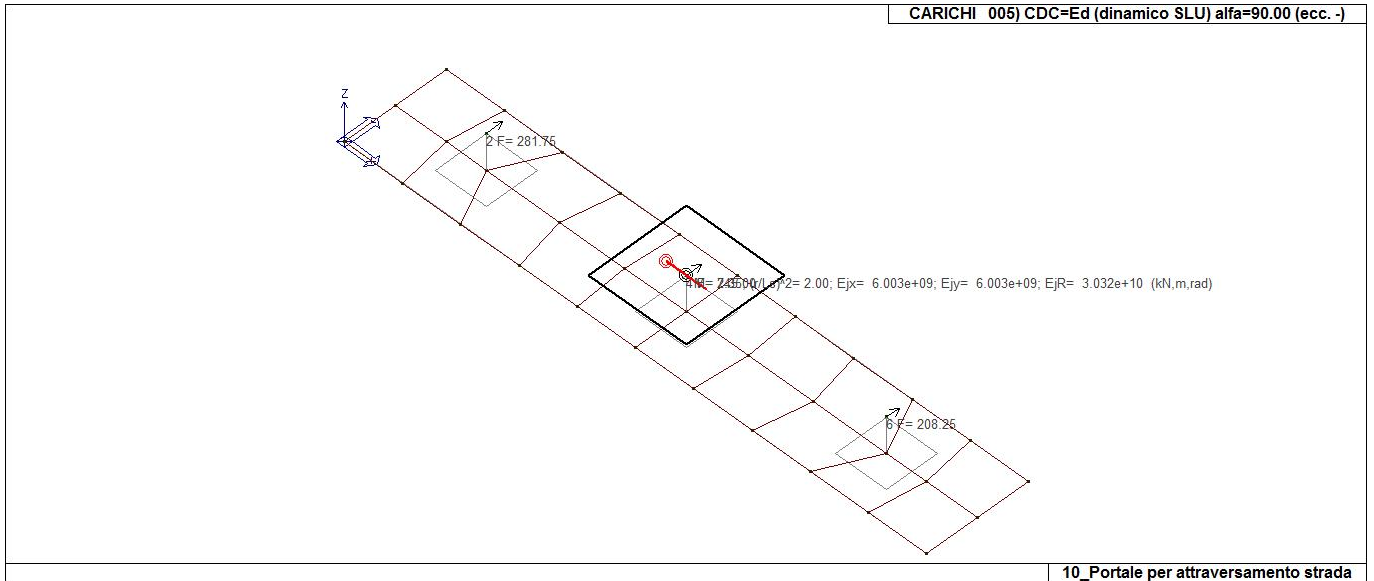 CARICHI 005) CDC=Ed (dinamico SLU) alfa=90.00 (ecc. -)
Z
2 F= 281.75
2= 2.00; Ejx= 6.003e+09; Ejy= 6.003e+09; EjR= 3.032e+10 (kN,m,rad)
6 F= 208.25
10_Portale per attraversamento strada